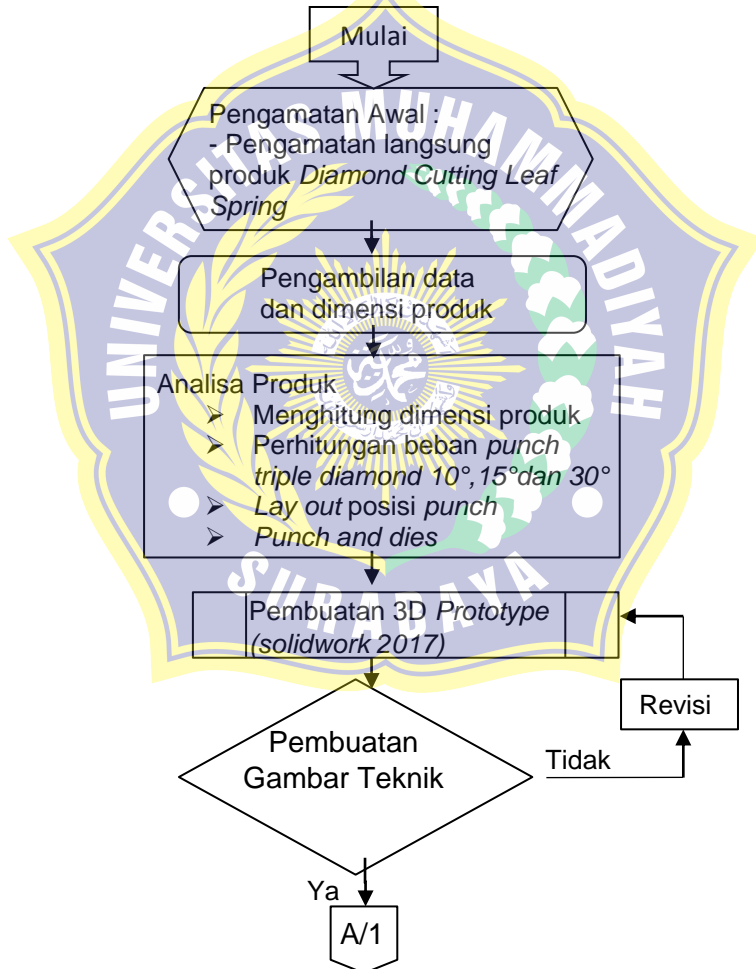 Mulai
Pengamatan Awal :
- Pengamatan langsung
produk Diamond Cutting Leaf
Spring
Pengambilan data
dan dimensi produk
Analisa Produk
➢ Menghitung dimensi produk
➢ Perhitungan beban punch
triple diamond 10°,15°dan 30°
➢ Lay out posisi punch
➢ Punch and dies
Pembuatan 3D Prototype
(solidwork 2017)
Revisi
Pembuatan
Gambar Teknik
Tidak
Ya
A/1
UNIVERSITAS MUHAMMADIYAH
SURABAYA